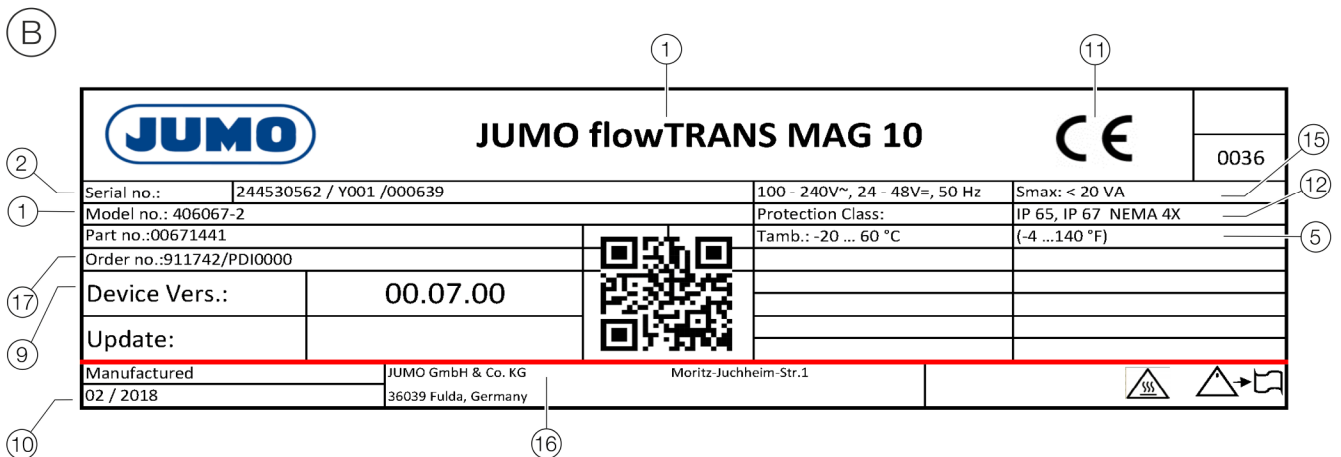 B
1
11
JUMO
JUMO flowTRANS MAG 10
CE
0036
15
2
Serial no.: 244530562 / Y001 /000639 100 - 240V~, 24 - 48V=, 50 Hz Smax: < 20 VA
12
1
Model no.: 406067-2 Protection Class: IP 65, IP 67 NEMA 4X
Part no.:00671441 Tamb.: -20 ... 60 °C (-4 ...140 °F)
5
Order no.:911742/PDI0000
17
Device Vers.: 00.07.00
9
Update:
Manufactured JUMO GmbH & Co. KG Moritz-Juchheim-Str.1
02 / 2018 36039 Fulda, Germany
10
16